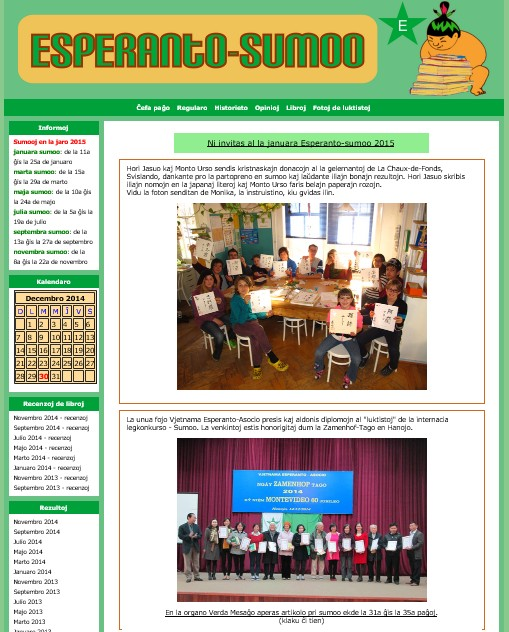 ESPERANTO-SUMOO
E
Ĉefa paĝo Regularo Historieto Opinioj Libroj Fotoj de luktistoj
Informoj
Sumooj en la jaro 2015
januara sumoo: de la 11a
ĝis la 25a de januaro
marta sumoo: de la 15a
ĝis la 29a de marto
maja sumoo: de la 10a ĝis
la 24a de majo
julia sumoo: de la 5a ĝis la
19a de julio
septembra sumoo: de la
13a ĝis la 27a de septembro
novembra sumoo: de la
8a ĝis la 22a de novembro
Kalendaro
Decembro 2014
D L M M Ĵ V S
1 2 3 4 5 6
7 8 9 10 11 12 13
14 15 16 17 18 19 20
21 22 23 24 25 26 27
28 29 30 31
Recenzoj de libroj
Novembro 2014 - recenzoj
Septembro 2014 - recenzoj
Julio 2014 - recenzoj
Majo 2014 - recenzoj
Marto 2014 - recenzoj
Januaro 2014 - recenzoj
Novembro 2013 - recenzoj
Septembro 2013 - recenzoj
Rezultoj
Novembro 2014
Septembro 2014
Julio 2014
Majo 2014
Marto 2014
Januaro 2014
Novembro 2013
Septembro 2013
Julio 2013
Majo 2013
Marto 2013
Ni invitas al la januara Esperanto-sumoo 2015
Hori Jasuo kaj Monto Urso sendis kristnaskajn donacojn al la gelernantoj de La Chaux-de-Fonds,
Svislando, dankante pro la partopreno en sumoo kaj laŭdante iliajn bonajn rezultojn. Hori Jasuo skribis
iliajn nomojn en la japanaj literoj kaj Monto Urso faris belajn paperajn rozojn.
Vidu la foton senditan de Monika, la instruistino, kiu gvidas ilin.
La unua fojo Vjetnama Esperanto-Asocio presis kaj aldonis diplomojn al "luktistoj" de la internacia
legkonkurso - Sumoo. La venkintoj estis honorigitaj dum la Zamenhof-Tago en Hanojo.
VJETNAMA ESPERANTO - ASOCIO
NGÀY ZAMENHOF TAGO
2014
KỶ NIỆM MONTEVIDEO 60 JUBILEO
En la organo Verda Mesaĝo aperas artikolo pri sumoo ekde la 31a ĝis la 35a paĝoj.
(klaku ĉi tien)